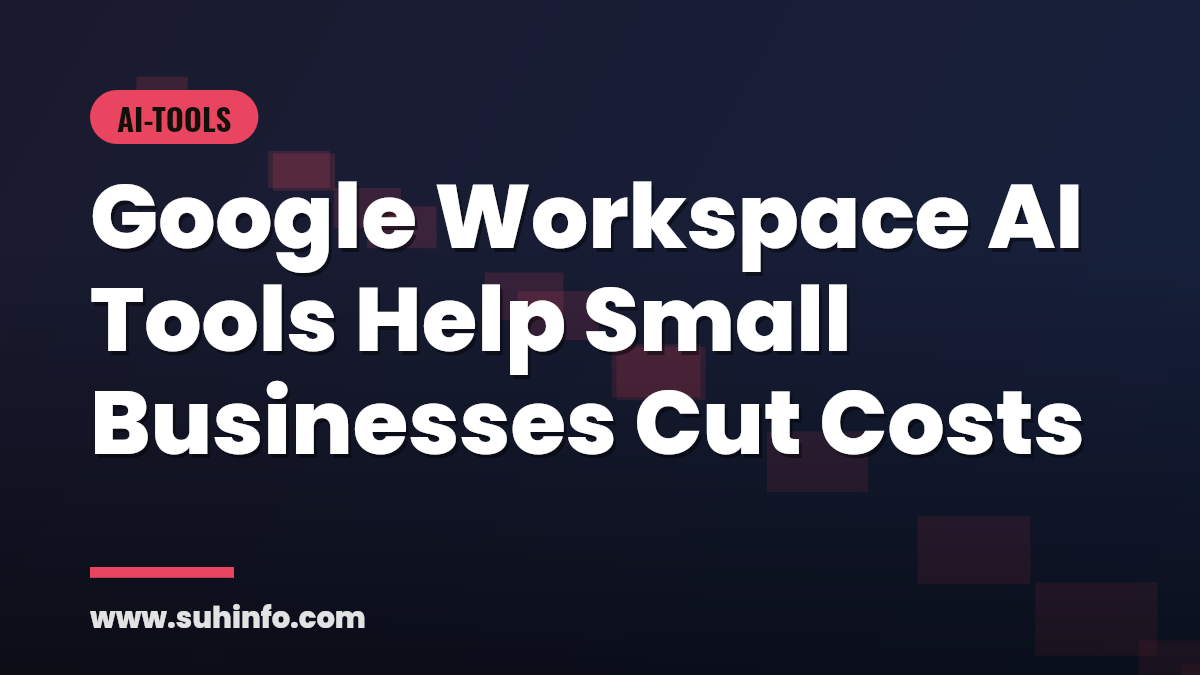 AI-TOOLS
Google Workspace AI
Tools Help Small
Businesses Cut Costs
www.suhinfo.com